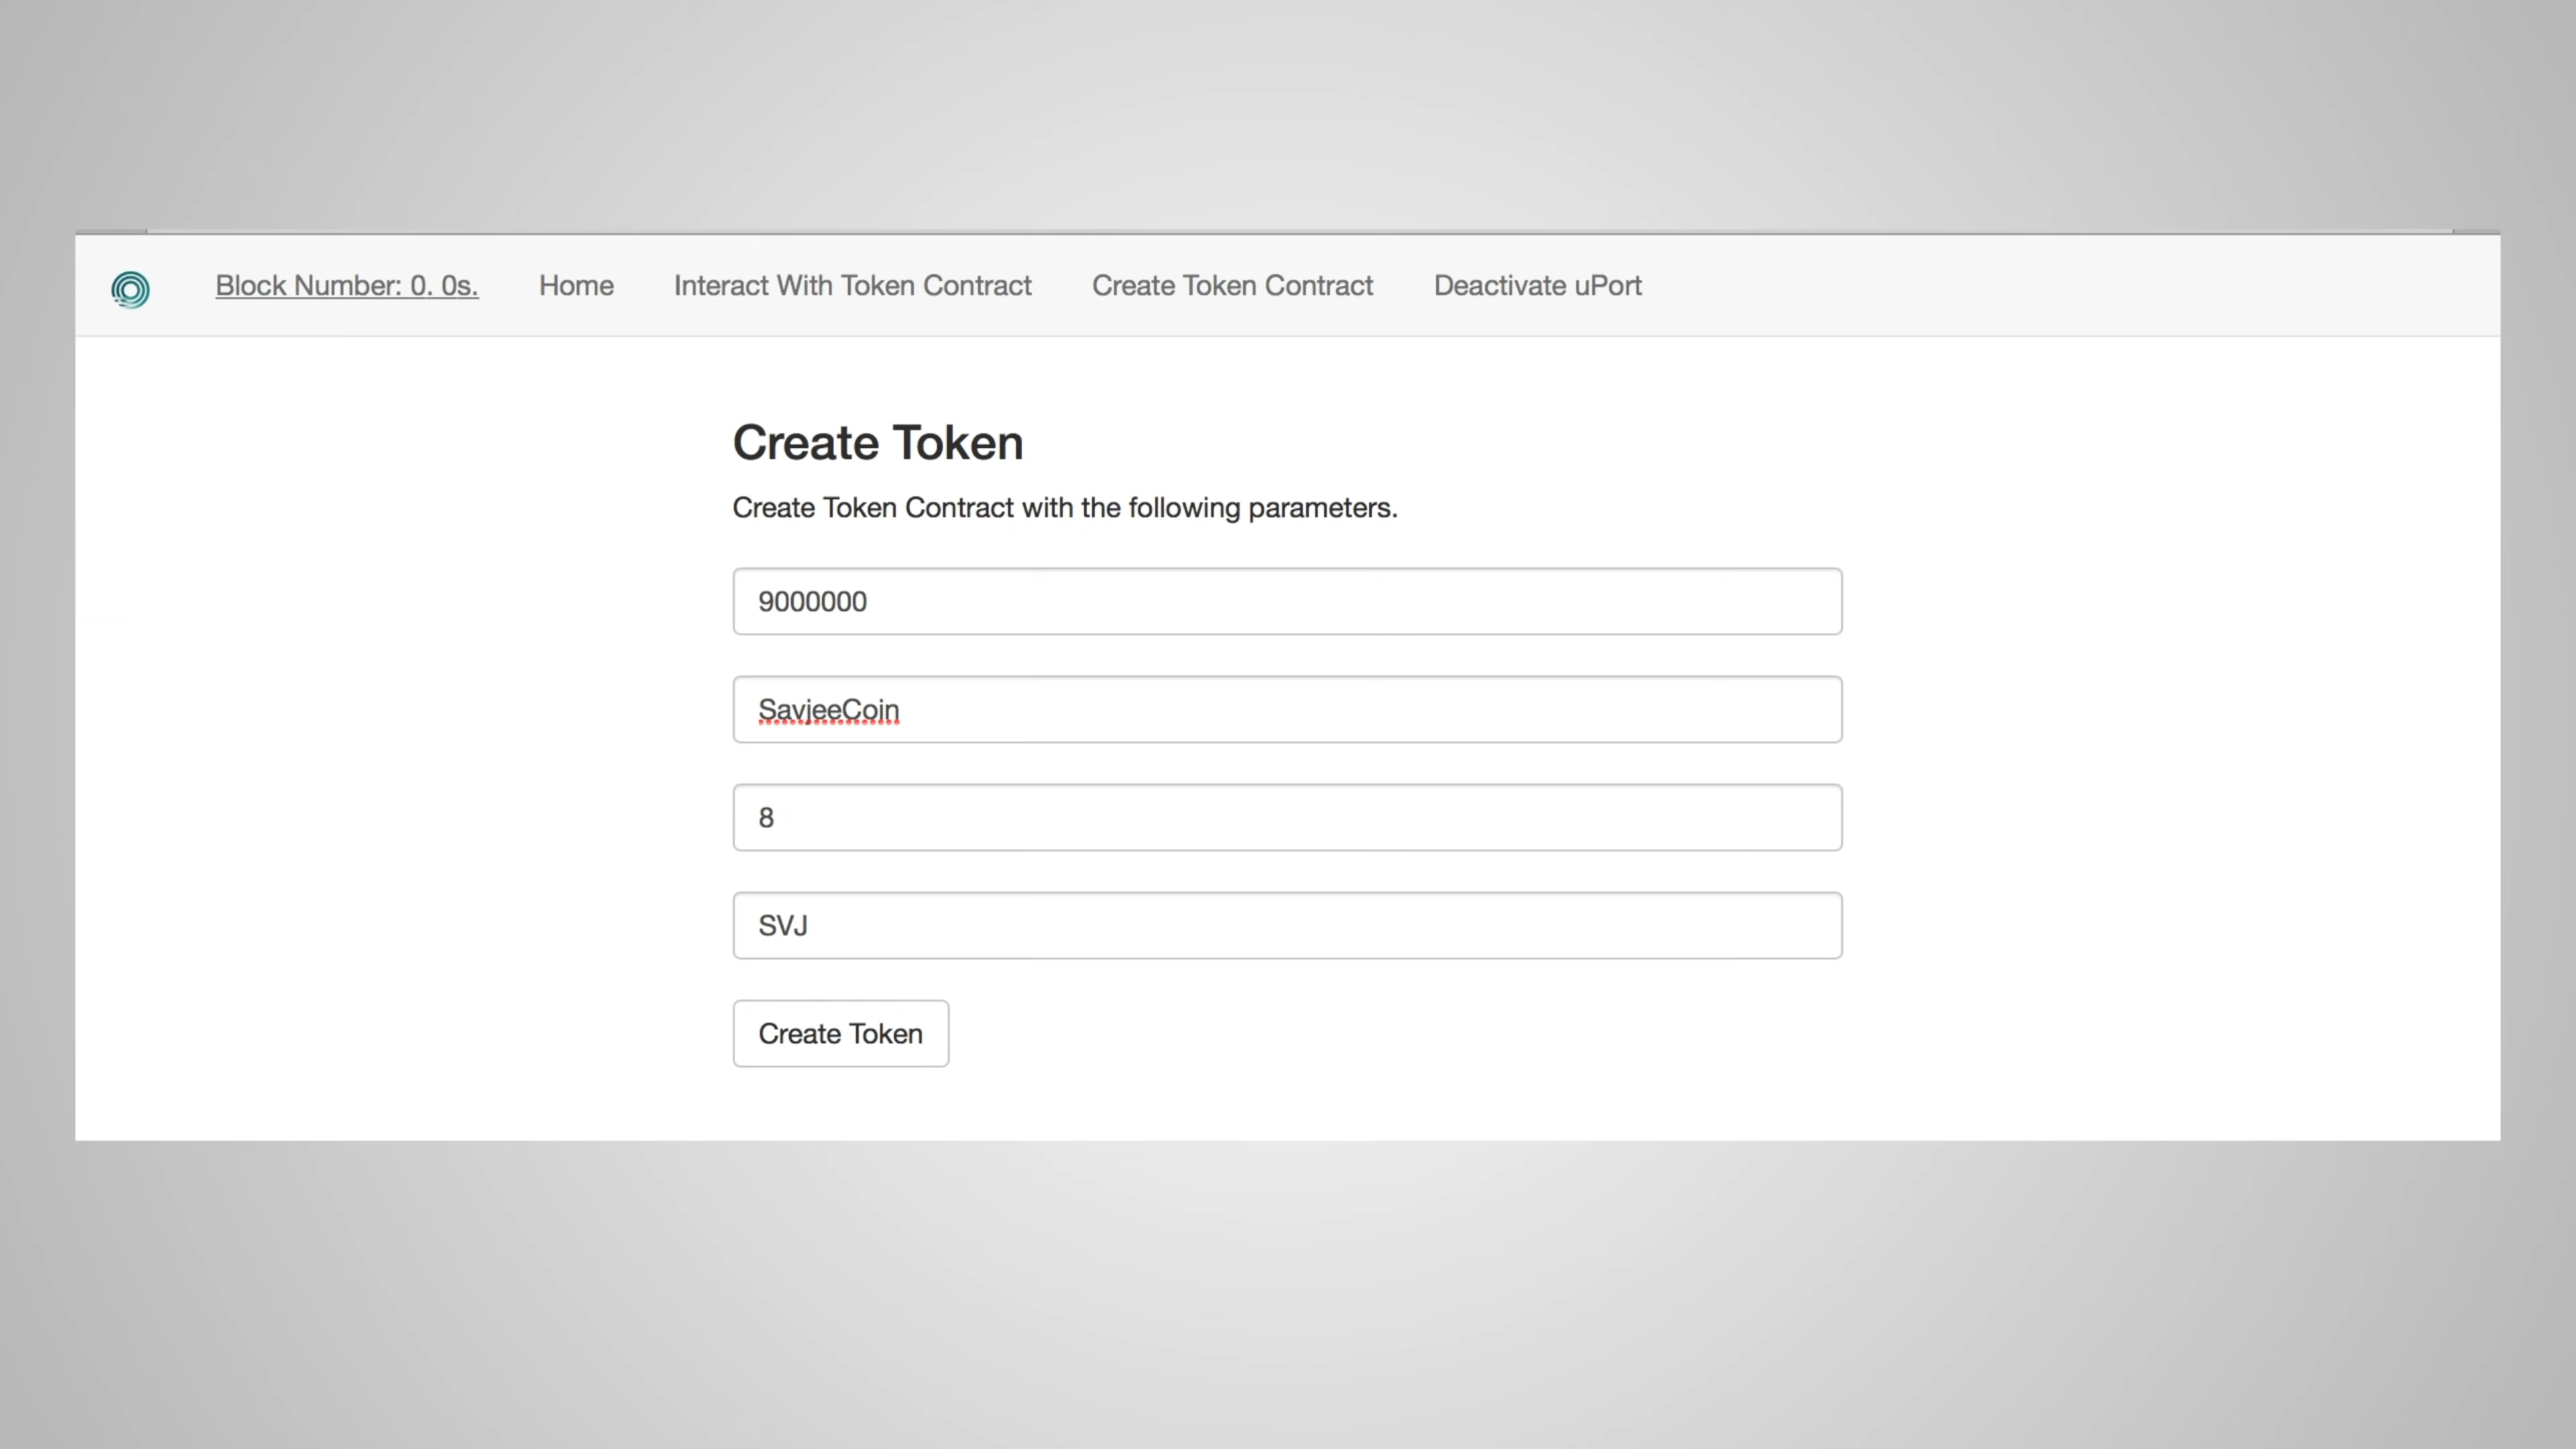 Block Number: 0. 0s. Home Interact With Token Contract Create Token Contract Deactivate uPort
Create Token
Create Token Contract with the following parameters.
9000000
SavjeeCoin
8
SVJ
Create Token